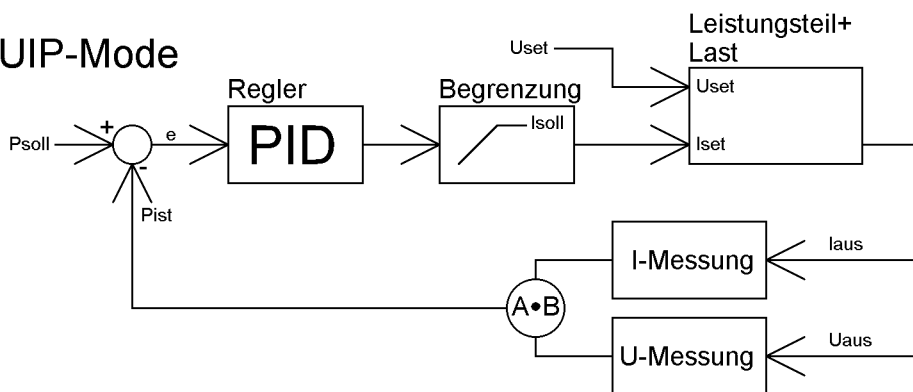 UIP-Mode
Leistungsteil+
Last
Uset
Regler
Begrenzung
Uset
Psoll
+
e
PID
Isoll
Iset
-
Pist
I-Messung
Iaus
A•B
U-Messung
Uaus